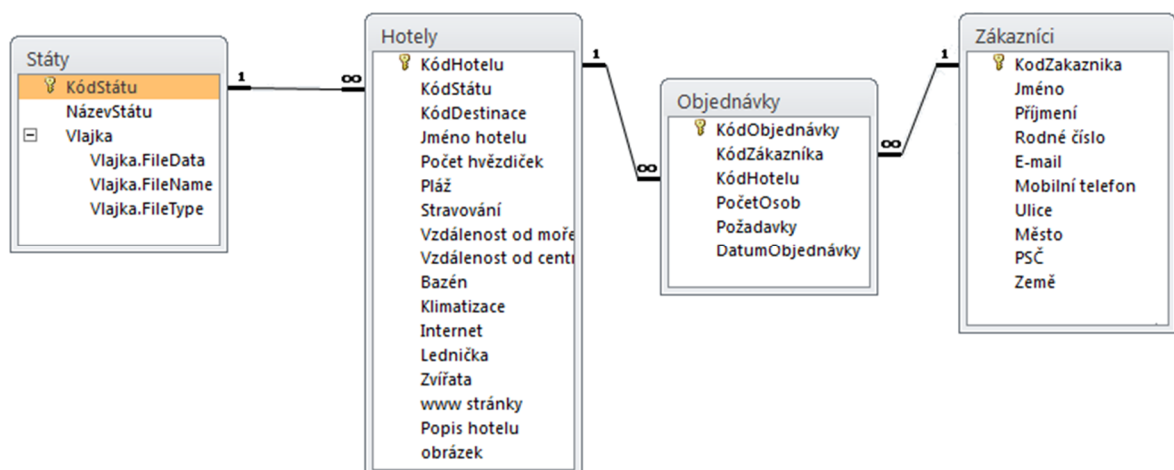 Státy
KódStátu
NázevStátu
Vlajka
Vlajka.FileData
Vlajka.FileName
Vlajka.FileType
1
∞
Hotely
KódHotelu
KódStátu
KódDestinace
Jméno hotelu
Počet hvězdiček
Pláž
Stravování
Vzdálenost od moře
Vzdálenost od centr
Bazén
Klimatizace
Internet
Lednička
Zvířata
www stránky
Popis hotelu
obrázek
1
∞
Objednávky
KódObjednávky
KódZákazníka
KódHotelu
PočetOsob
Požadavky
DatumObjednávky
∞
1
Zákazníci
KodZakaznika
Jméno
Příjmení
Rodné číslo
E-mail
Mobilní telefon
Ulice
Město
PSČ
Země